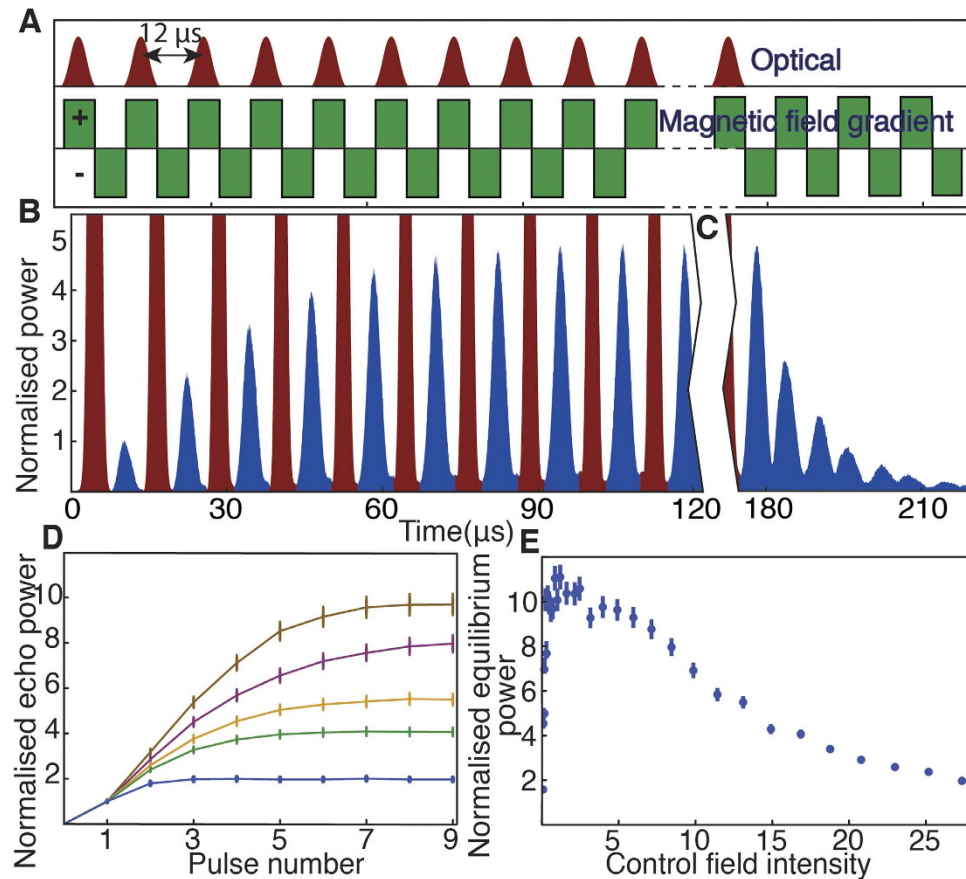 A
12 µs
Optical
+
Magnetic field gradient
-
B
C
Normalised power
5
4
3
2
1
0
30
60
90
120
180
210
Time(µs)
D
E
Normalised echo power
10
8
6
4
2
1
3
5
7
9
Pulse number
Normalised equilibrium
power
10
8
6
4
2
5
10
15
20
25
Control field intensity